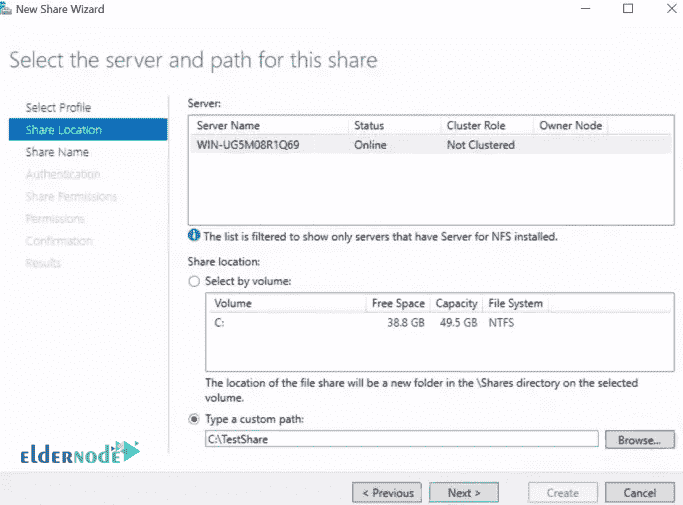 New Share Wizard
Select the server and path for this share
Select Profile
Share Location
Share Name
Authentication
Share Permissions
Permissions
Confirmation
Results
Server:
Server Name Status Cluster Role Owner Node
WIN-UG5M08R1Q69 Online Not Clustered
The list is filtered to show only servers that have Server for NFS installed.
Share location:
Select by volume:
Volume Free Space Capacity File System
C: 38.8 GB 49.5 GB NTFS
The location of the file share will be a new folder in the \Shares directory on the selected
volume.
Type a custom path:
C:\TestShare
Browse...
eldernode
< Previous
Next >
Create
Cancel